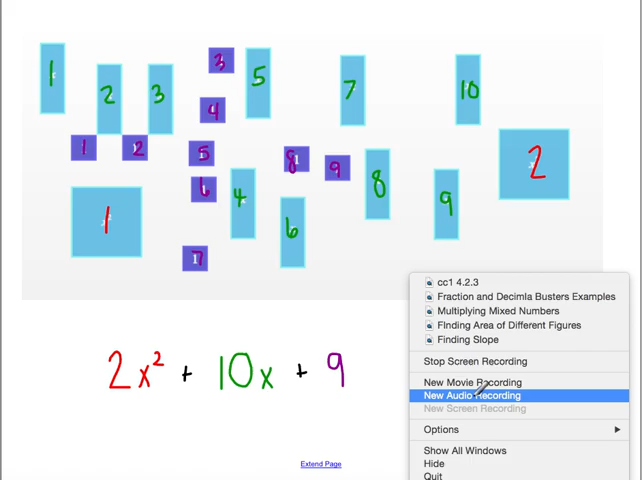 3
1
5
7
10
2
3
4
1
2
5
8
9
2
6
4
8
9
1
6
7
cc1 4.2.3
Fraction and Decimla Busters Examples
Multiplying Mixed Numbers
FInding Area of Different Figures
Finding Slope
Stop Screen Recording
New Movie Recording
New Audio Recording
New Screen Recording
Options
Show All Windows
Hide
Quit
2x² + 10x + 9
Extend Page